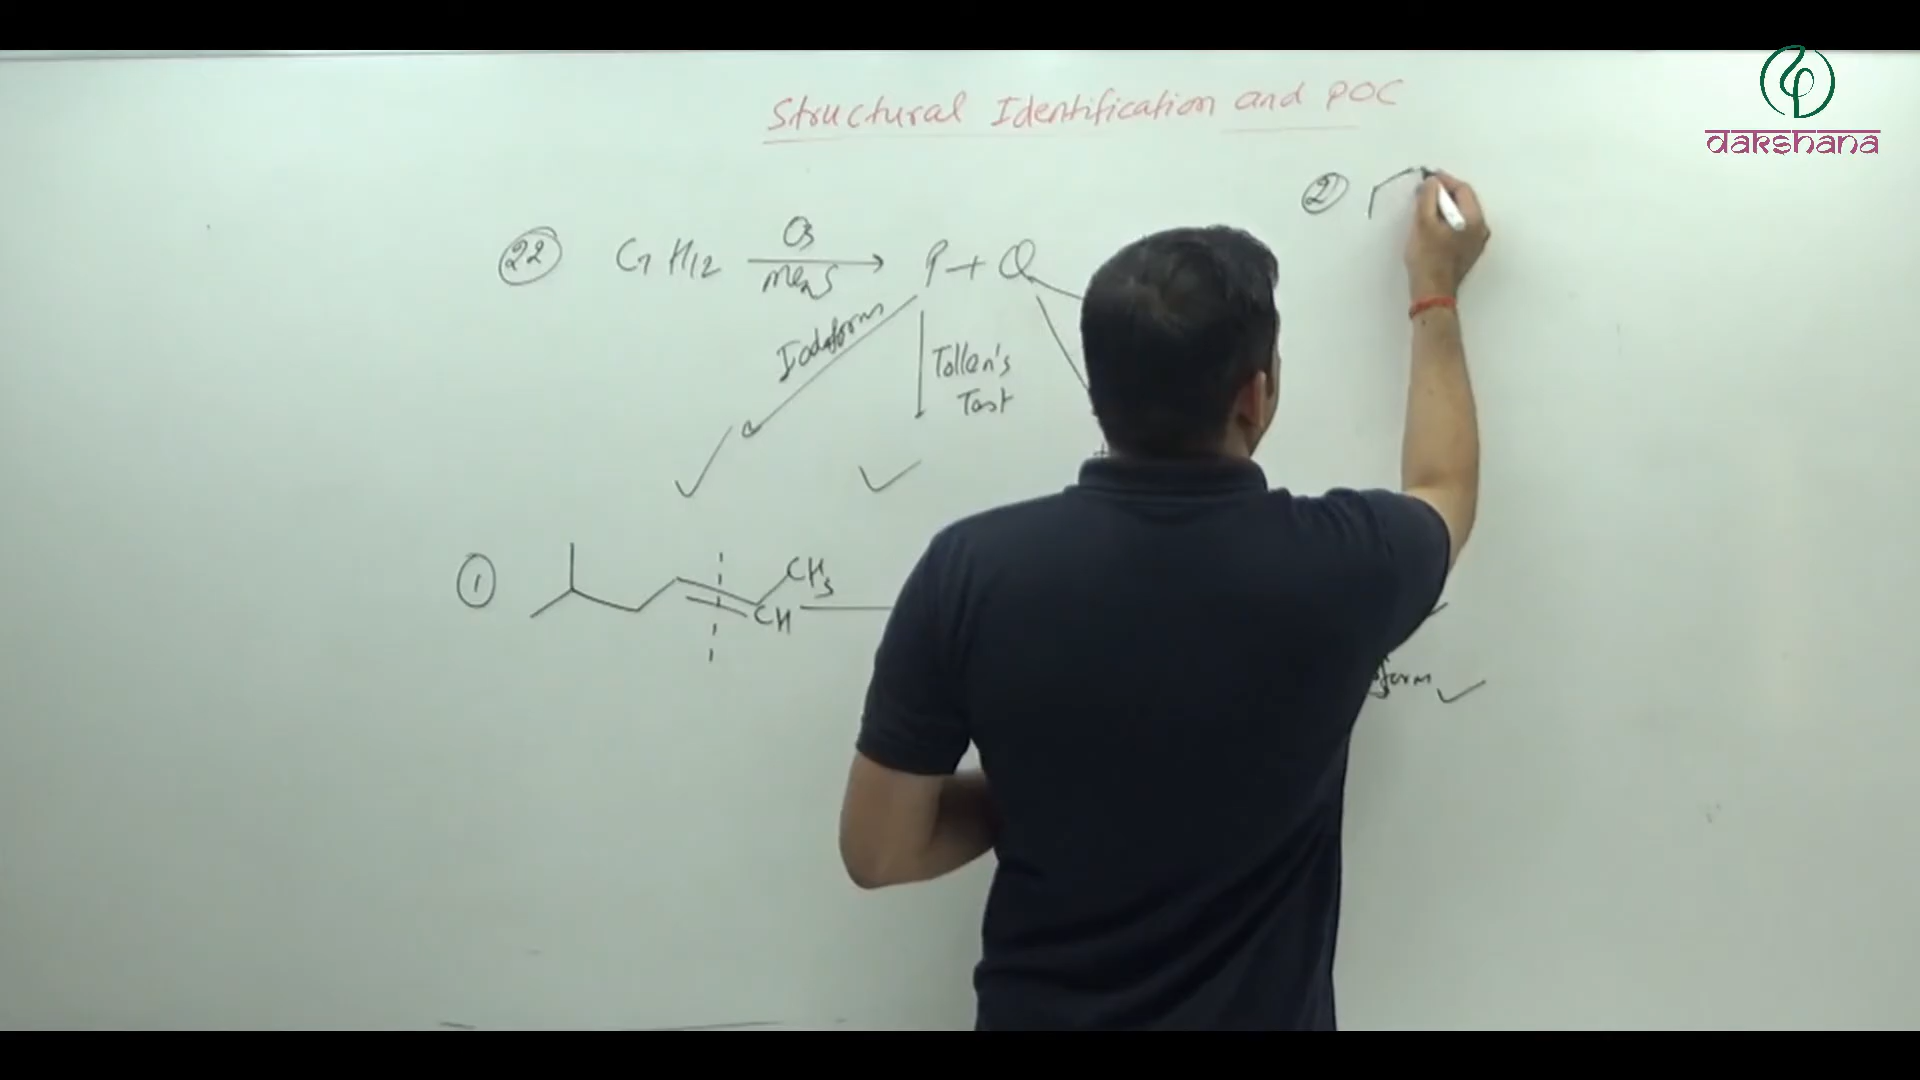 Structural Identification and POC
dakshana
②
22 C7 H12 O3 P + Q
Me2S
Iodoform
Tollen's
Test
① CH3
CH
form